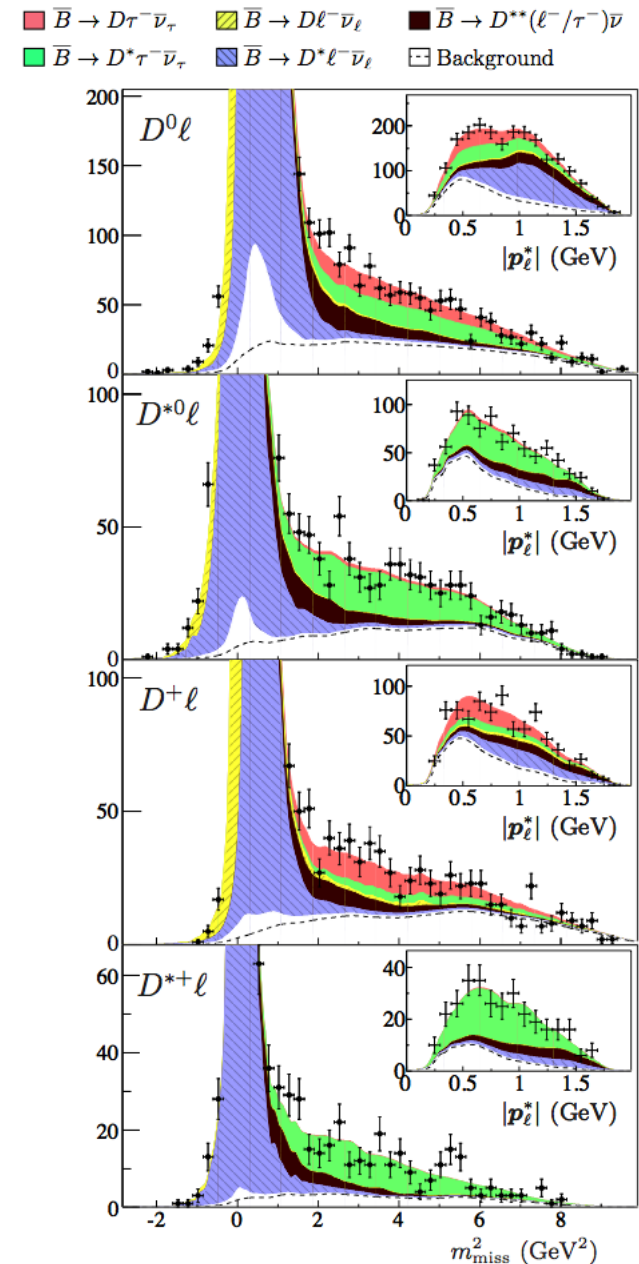 B̅ → Dτ⁻ν̅_τ B̅ → Dℓ⁻ν̅_ℓ B̅ → D**(ℓ⁻/τ⁻)ν̅
B̅ → D*τ⁻ν̅_τ B̅ → D*ℓ⁻ν̅_ℓ Background
D⁰ℓ
200
150
100
50
0
200
100
0
0 0.5 1 1.5
|p*_ℓ| (GeV)
D*⁰ℓ
100
50
0
100
50
0
0 0.5 1 1.5
|p*_ℓ| (GeV)
D⁺ℓ
100
50
0
100
50
0
0 0.5 1 1.5
|p*_ℓ| (GeV)
D*⁺ℓ
60
40
20
0
40
20
0
0 0.5 1 1.5
|p*_ℓ| (GeV)
-2 0 2 4 6 8
m²_miss (GeV²)